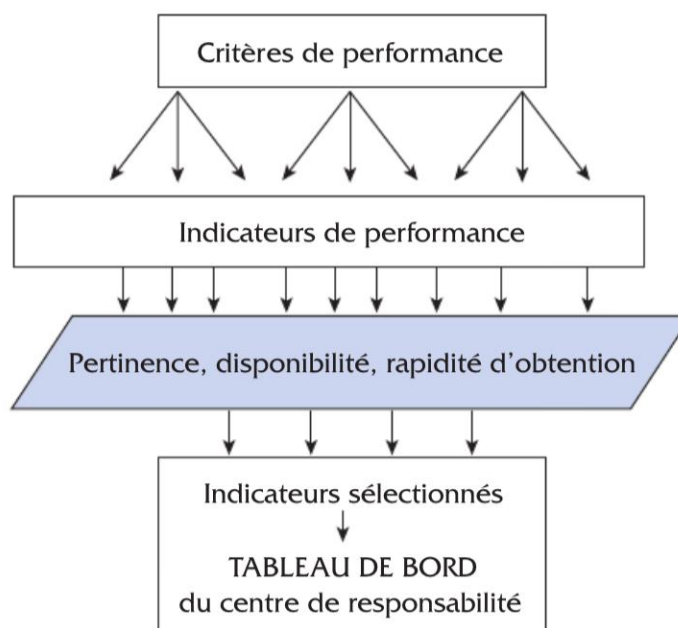 Critères de performance
Indicateurs de performance
Pertinence, disponibilité, rapidité d’obtention
Indicateurs sélectionnés
TABLEAU DE BORD
du centre de responsabilité